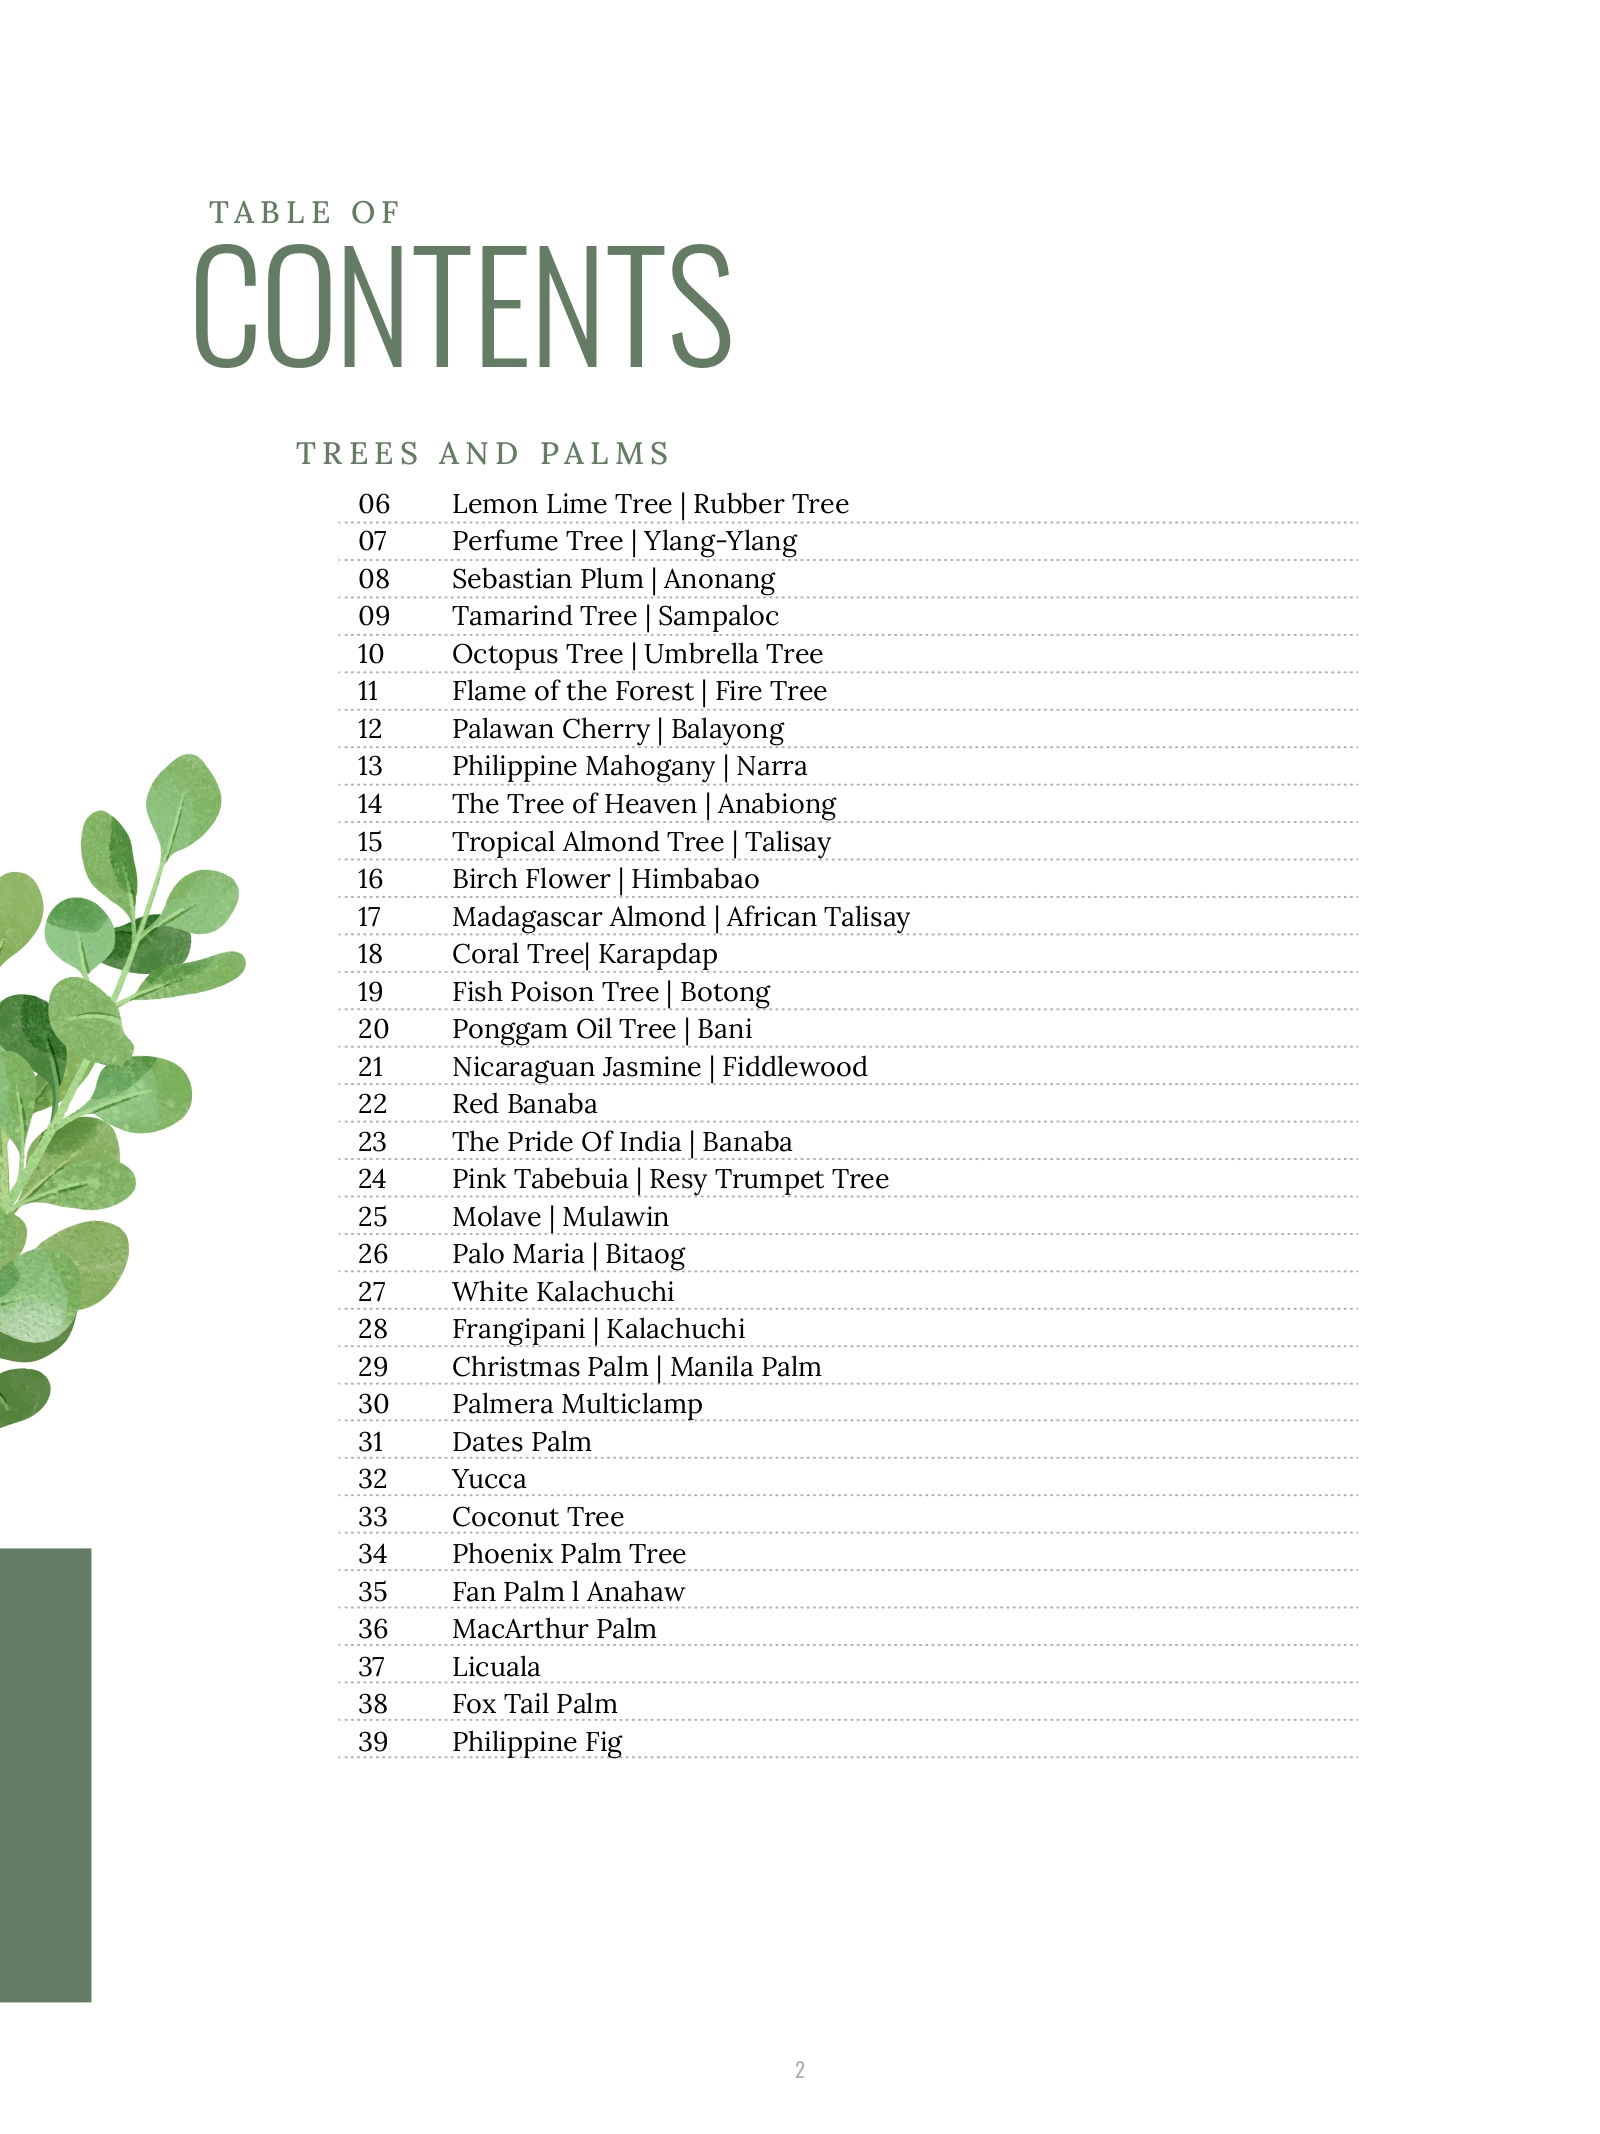 TABLE OF
CONTENTS
TREES AND PALMS
06 Lemon Lime Tree | Rubber Tree
07 Perfume Tree | Ylang-Ylang
08 Sebastian Plum | Anonang
09 Tamarind Tree | Sampaloc
10 Octopus Tree | Umbrella Tree
11 Flame of the Forest | Fire Tree
12 Palawan Cherry | Balayong
13 Philippine Mahogany | Narra
14 The Tree of Heaven | Anabiong
15 Tropical Almond Tree | Talisay
16 Birch Flower | Himbabao
17 Madagascar Almond | African Talisay
18 Coral Tree| Karapdap
19 Fish Poison Tree | Botong
20 Ponggam Oil Tree | Bani
21 Nicaraguan Jasmine | Fiddlewood
22 Red Banaba
23 The Pride Of India | Banaba
24 Pink Tabebuia | Resy Trumpet Tree
25 Molave | Mulawin
26 Palo Maria | Bitaog
27 White Kalachuchi
28 Frangipani | Kalachuchi
29 Christmas Palm | Manila Palm
30 Palmera Multiclamp
31 Dates Palm
32 Yucca
33 Coconut Tree
34 Phoenix Palm Tree
35 Fan Palm l Anahaw
36 MacArthur Palm
37 Licuala
38 Fox Tail Palm
39 Philippine Fig
2